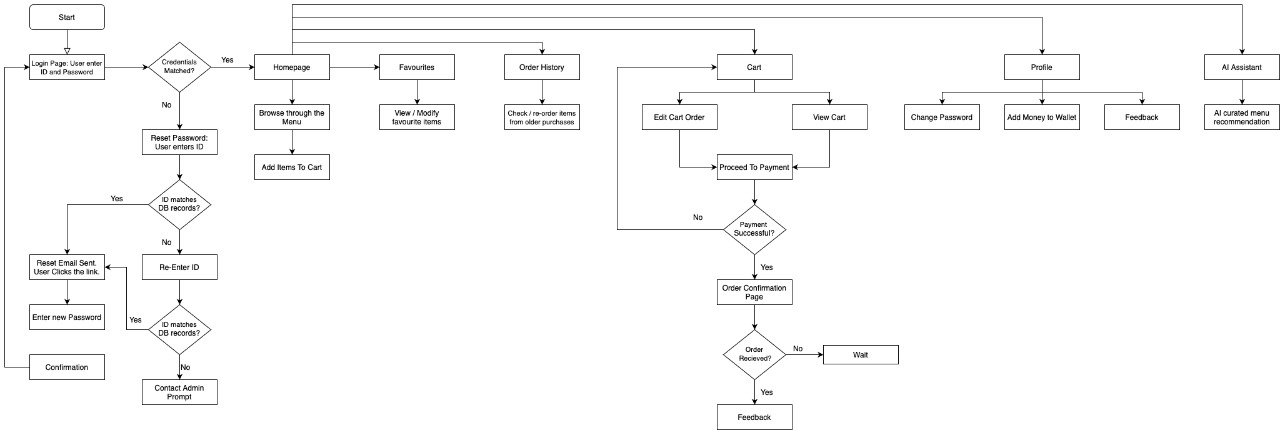 Start
Login Page: User enter
ID and Password
Credentials
Matched?
Yes
Homepage
Favourites
Order History
Cart
Profile
AI Assistant
No
Browse through the
Menu
View / Modify
favourite items
Check / re-order items
from older purchases
Edit Cart Order
View Cart
Change Password
Add Money to Wallet
Feedback
AI curated menu
recommendation
Reset Password:
User enters ID
Add Items To Cart
Proceed To Payment
ID matches
DB records?
Yes
No
Payment
Successful?
No
Yes
Reset Email Sent.
User Clicks the link.
Re-Enter ID
Order Confirmation
Page
Enter new Password
Yes
ID matches
DB records?
Order
Recieved?
No
Wait
Confirmation
No
Contact Admin
Prompt
Yes
Feedback